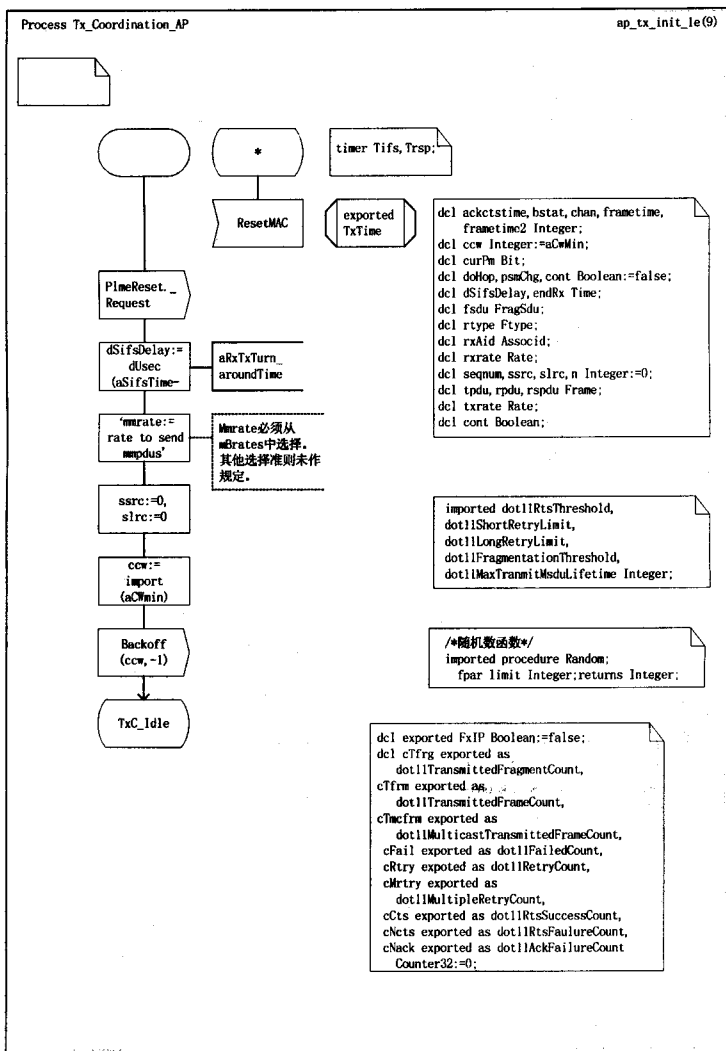 Process Tx_Coordination_AP
ap_tx_init_le(9)
*
timer Tifs,Trsp;
ResetMAC
exported
TxTime
dcl ackctstime,bstat,chan,frametime,
frametime2 Integer;
dcl ccw Integer:=aCwMin;
dcl curPm Bit;
dcl doHop,psmChg,cont Boolean:=false;
dcl dSifsDelay,endRx Time;
dcl fsdu FragSdu;
dcl rtype Ftype;
dcl rxAid Associd;
dcl rxrate Rate;
dcl seqnum,ssrc,slrc,n Integer:=0;
dcl tpdu,rpdu,rspdu Frame;
dcl txrate Rate;
dcl cont Boolean;
PlmeReset._
Request
dSifsDelay:=
dUsec
(aSifsTime-
aRxTxTurn_
aroundTime
'mmrate:=
rate to send
mmpdus'
Mmrate必须从
mBrates中选择.
其他选择准则未作
规定.
ssrc:=0,
slrc:=0
imported dot11RtsThreshold,
dot11ShortRetryLimit,
dot11LongRetryLimit,
dot11FragmentationThreshold,
dot11MaxTranmitMsduLifetime Integer;
ccw:=
import
(aCWmin)
Backoff
(ccw,-1)
/*随机数函数*/
imported procedure Random;
fpar limit Integer;returns Integer;
TxC_Idle
dcl exported FxIP Boolean:=false;
dcl cTfrg exported as
dot11TransmittedFragmentCount,
cTfrm exported as
dot11TransmittedFrameCount,
cTmcfrm exported as
dot11MulticastTransmittedFrameCount,
cFail exported as dot11FailedCount,
cRtry expoted as dot11RetryCount,
cMrtry exported as
dot11MultipleRetryCount,
cCts exported as dot11RtsSuccessCount,
cNcts exported as dot11RtsFaulureCount,
cNack exported as dot11AckFailureCount
Counter32:=0;